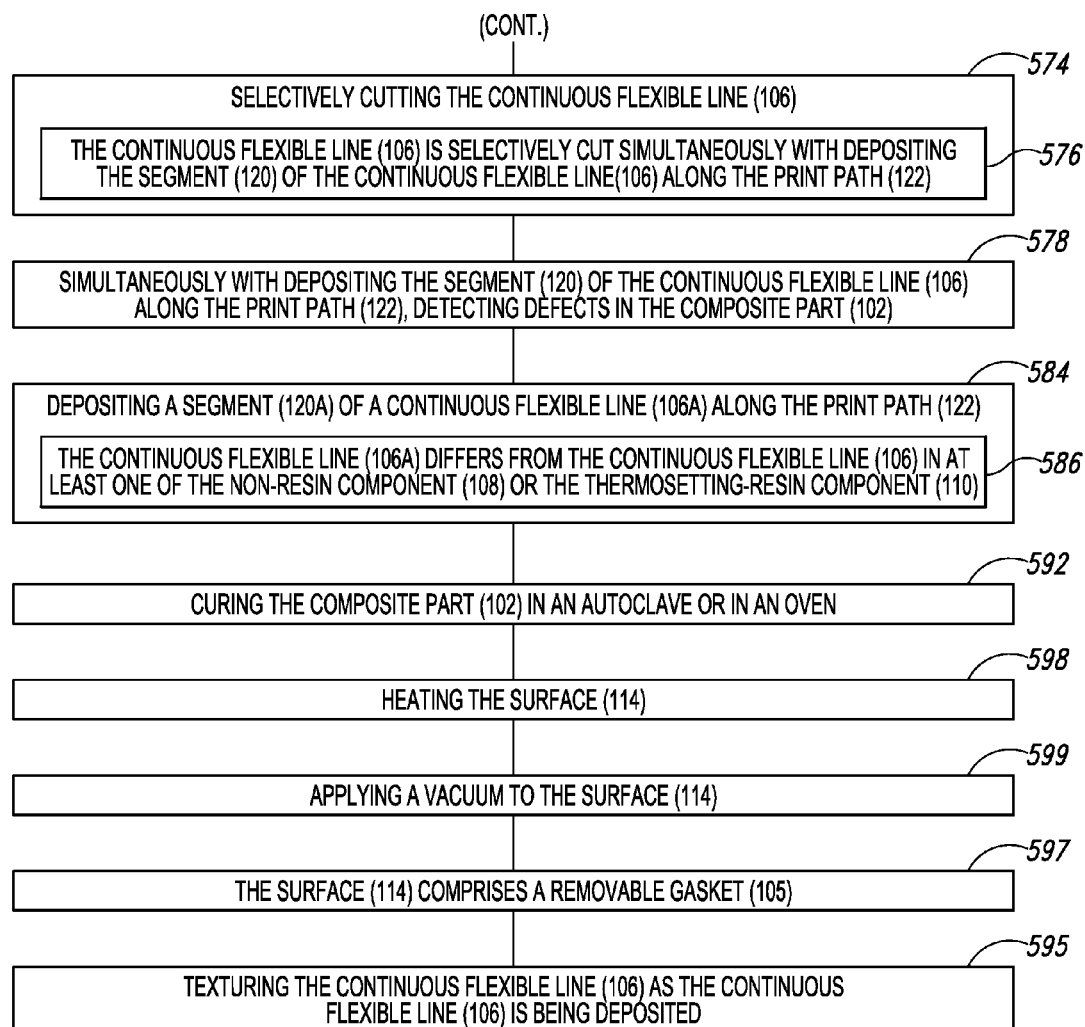 (CONT.)
574
SELECTIVELY CUTTING THE CONTINUOUS FLEXIBLE LINE (106)
THE CONTINUOUS FLEXIBLE LINE (106) IS SELECTIVELY CUT SIMULTANEOUSLY WITH DEPOSITING
THE SEGMENT (120) OF THE CONTINUOUS FLEXIBLE LINE(106) ALONG THE PRINT PATH (122)
576
578
SIMULTANEOUSLY WITH DEPOSITING THE SEGMENT (120) OF THE CONTINUOUS FLEXIBLE LINE (106)
ALONG THE PRINT PATH (122), DETECTING DEFECTS IN THE COMPOSITE PART (102)
584
DEPOSITING A SEGMENT (120A) OF A CONTINUOUS FLEXIBLE LINE (106A) ALONG THE PRINT PATH (122)
THE CONTINUOUS FLEXIBLE LINE (106A) DIFFERS FROM THE CONTINUOUS FLEXIBLE LINE (106) IN AT
LEAST ONE OF THE NON-RESIN COMPONENT (108) OR THE THERMOSETTING-RESIN COMPONENT (110)
586
592
CURING THE COMPOSITE PART (102) IN AN AUTOCLAVE OR IN AN OVEN
598
HEATING THE SURFACE (114)
599
APPLYING A VACUUM TO THE SURFACE (114)
597
THE SURFACE (114) COMPRISES A REMOVABLE GASKET (105)
595
TEXTURING THE CONTINUOUS FLEXIBLE LINE (106) AS THE CONTINUOUS
FLEXIBLE LINE (106) IS BEING DEPOSITED